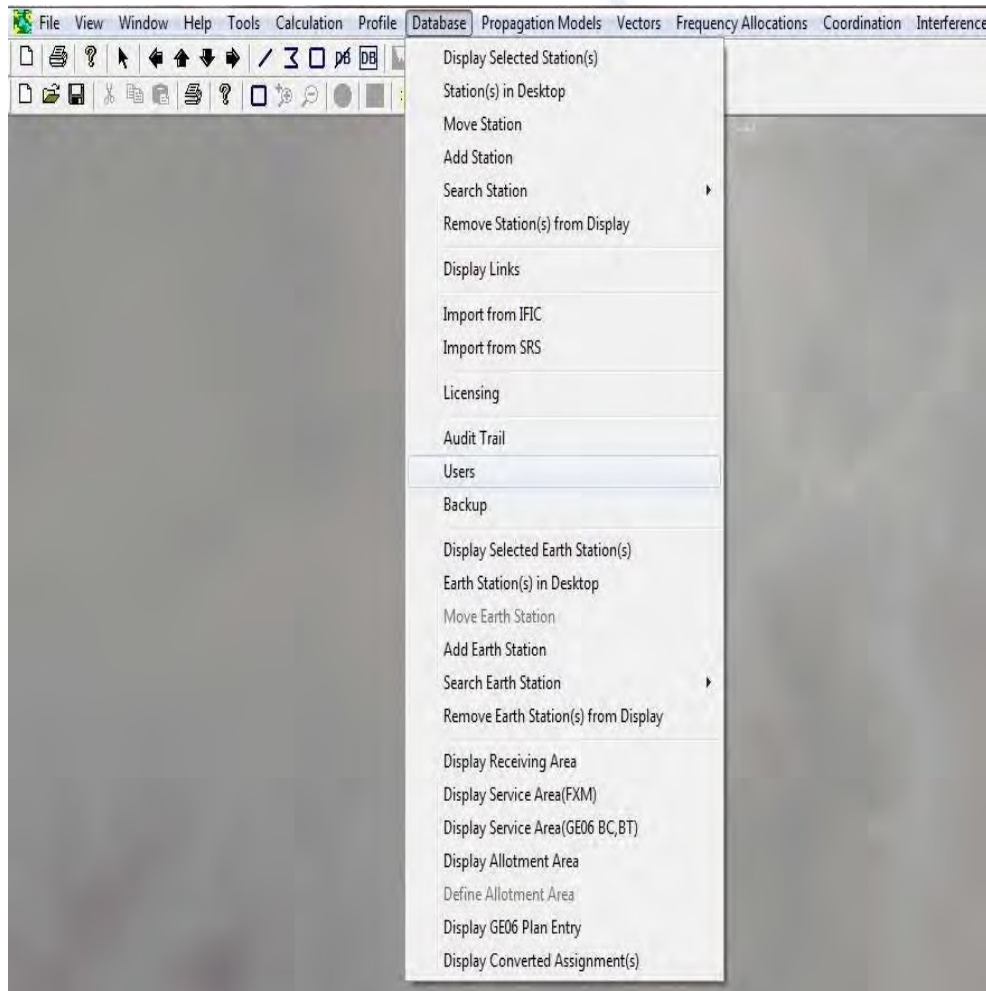 File View Window Help Tools Calculation Profile Database Propagation Models Vectors Frequency Allocations Coordination Interference
DB DB
Display Selected Station(s)
Station(s) in Desktop
Move Station
Add Station
Search Station
Remove Station(s) from Display
Display Links
Import from IFIC
Import from SRS
Licensing
Audit Trail
Users
Backup
Display Selected Earth Station(s)
Earth Station(s) in Desktop
Move Earth Station
Add Earth Station
Search Earth Station
Remove Earth Station(s) from Display
Display Receiving Area
Display Service Area(FXM)
Display Service Area(GE06 BC,BT)
Display Allotment Area
Define Allotment Area
Display GE06 Plan Entry
Display Converted Assignment(s)